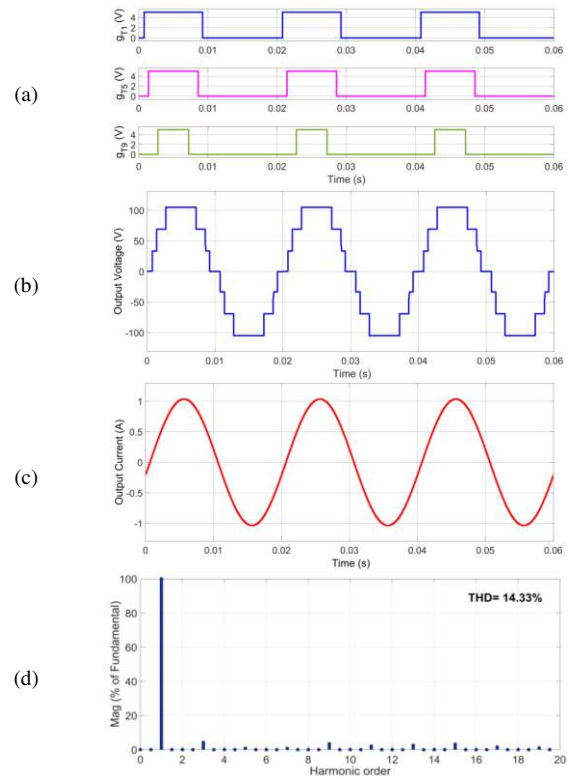 (a)
g_T1 (V)
4
2
0
0 0.01 0.02 0.03 0.04 0.05 0.06
g_T5 (V)
4
2
0
0 0.01 0.02 0.03 0.04 0.05 0.06
g_T9 (V)
4
2
0
0 0.01 0.02 0.03 0.04 0.05 0.06
Time (s)
(b)
Output Voltage (V)
100
50
0
-50
-100
0 0.01 0.02 0.03 0.04 0.05 0.06
Time (s)
(c)
Output Current (A)
1
0.5
0
-0.5
-1
0 0.01 0.02 0.03 0.04 0.05 0.06
Time (s)
(d)
Mag (% of Fundamental)
100
80
60
40
20
0
THD= 14.33%
0 2 4 6 8 10 12 14 16 18 20
Harmonic order